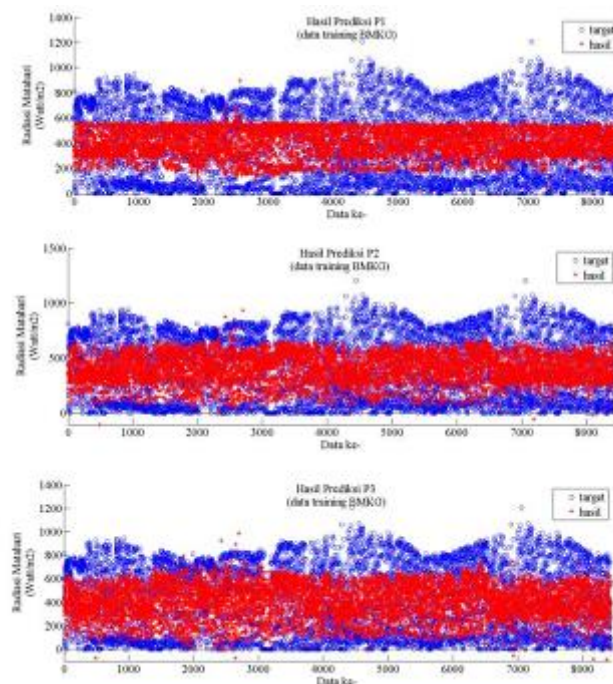 Hasil Prediksi P1
(data training BMKG)
target
hasil
Radiasi Matahari
(Watt/m2)
1400
1200
1000
800
600
400
200
0
0
1000
2000
3000
4000
5000
6000
7000
8000
Data ke-
Hasil Prediksi P2
(data training BMKG)
target
hasil
Radiasi Matahari
(Watt/m2)
1500
1000
500
0
0
1000
2000
3000
4000
5000
6000
7000
8000
Data ke-
Hasil Prediksi P3
(data training BMKG)
target
hasil
Radiasi Matahari
(Watt/m2)
1400
1200
1000
800
600
400
200
0
0
1000
2000
3000
4000
5000
6000
7000
8000
Data ke-